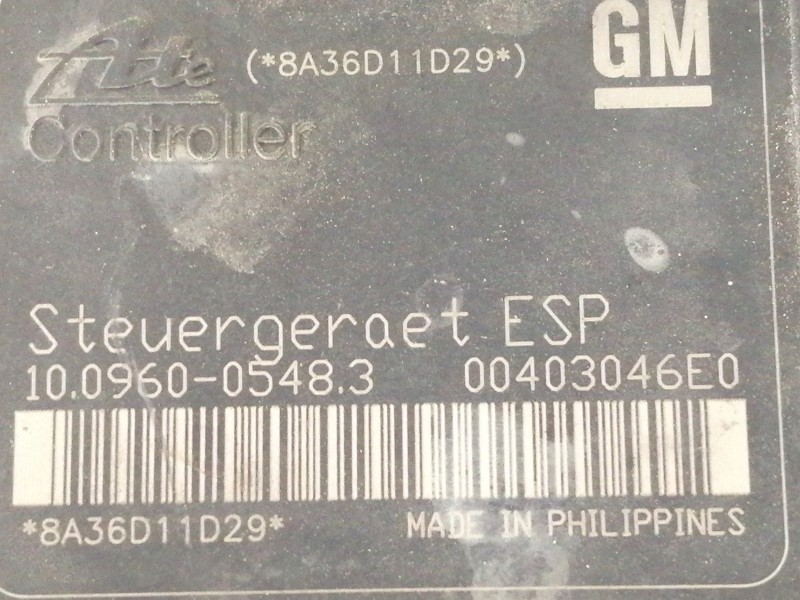 Ate (*8A36D11D29*) GM
Controller
Steuergeraet ESP
10.0960-0548.3 00403046E0
*8A36D11D29* MADE IN PHILIPPINES